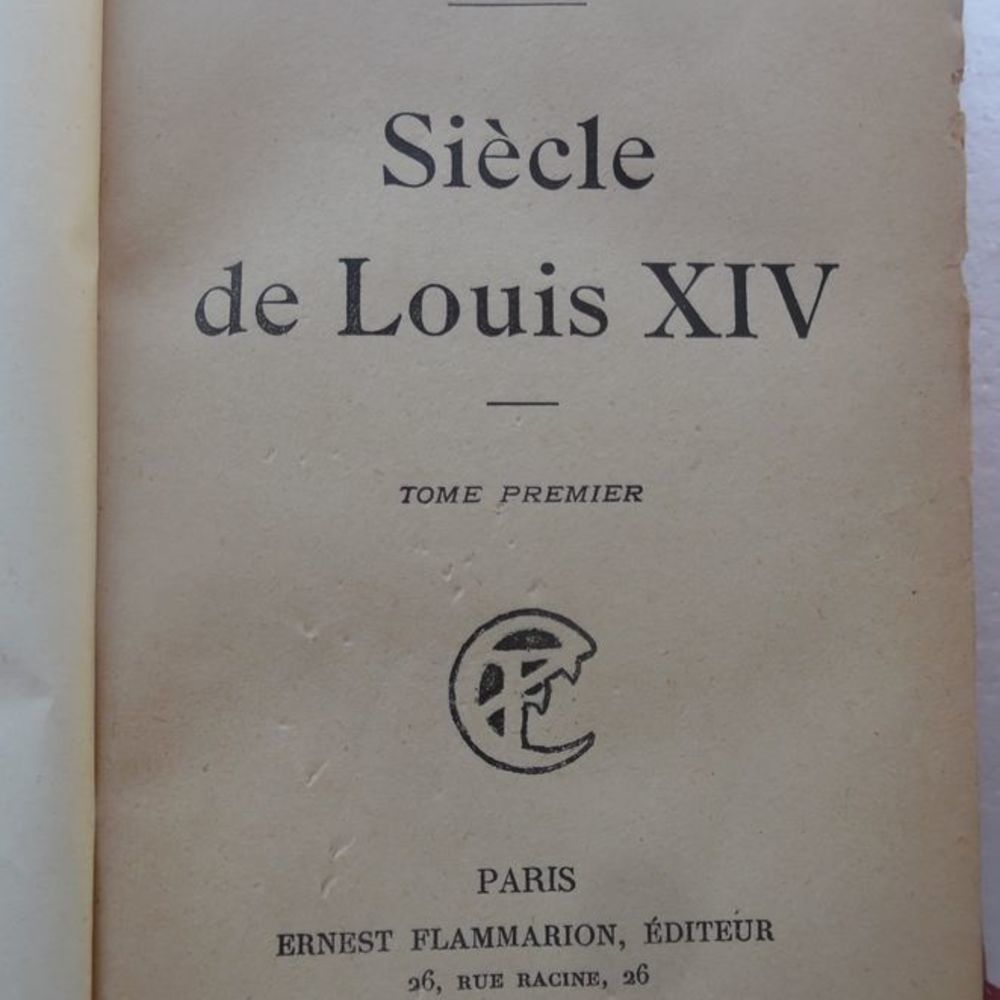 Siècle
de Louis XIV
TOME PREMIER
PARIS
ERNEST FLAMMARION, ÉDITEUR
26, RUE RACINE, 26